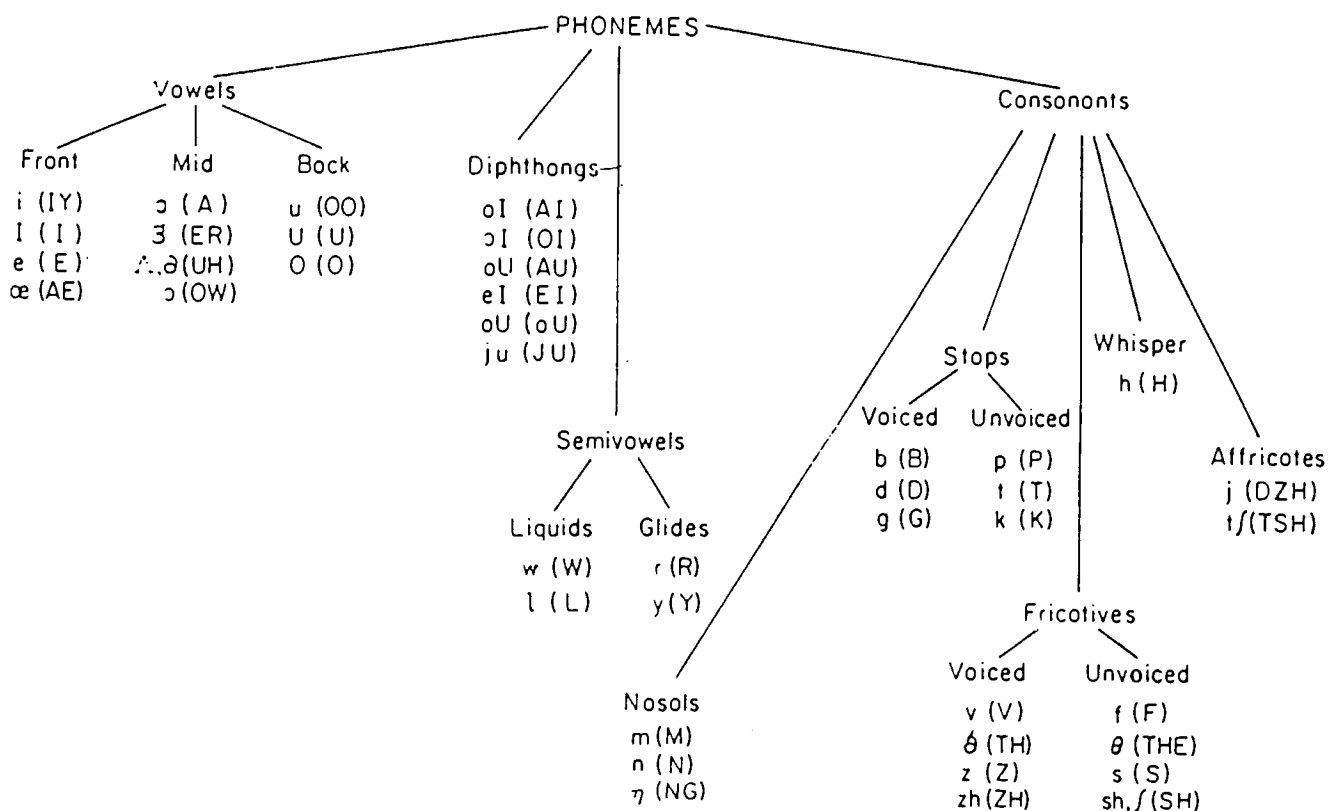 PHONEMES
Vowels
Front
i (IY)
I (I)
e (E)
æ (AE)
Mid
ɔ (A)
ɜ (ER)
ʌ,ə (UH)
ɔ (OW)
Bock
u (OO)
U (U)
O (O)
Diphthongs
oI (AI)
ɔI (OI)
oU (AU)
eI (EI)
oU (oU)
ju (JU)
Semivowels
Liquids
w (W)
l (L)
Glides
r (R)
y (Y)
Consononts
Nosols
m (M)
n (N)
η (NG)
Stops
Voiced
b (B)
d (D)
g (G)
Unvoiced
p (P)
t (T)
k (K)
Fricotives
Voiced
v (V)
(TH)
z (Z)
zh (ZH)
Unvoiced
f (F)
θ (THE)
s (S)
sh, ʃ (SH)
Whisper
h (H)
Affricotes
j (DZH)
tʃ (TSH)